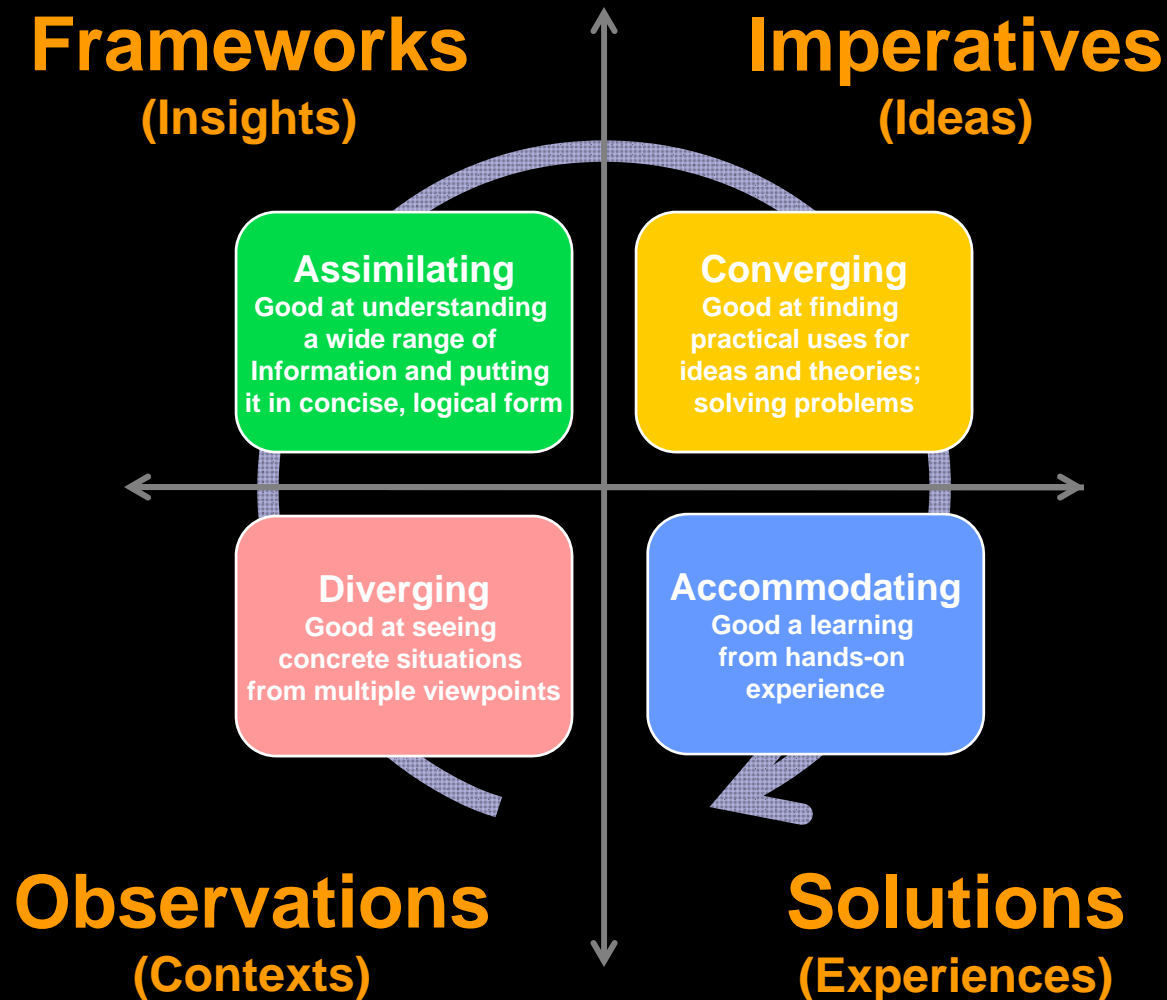 Frameworks
(Insights)
Imperatives
(Ideas)
Assimilating
Good at understanding
a wide range of
Information and putting
it in concise, logical form
Converging
Good at finding
practical uses for
ideas and theories;
solving problems
Diverging
Good at seeing
concrete situations
from multiple viewpoints
Accommodating
Good a learning
from hands-on
experience
Observations
(Contexts)
Solutions
(Experiences)